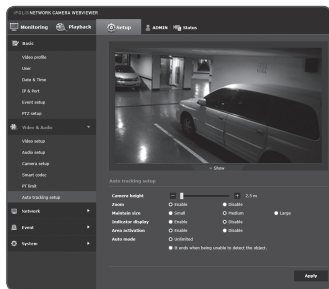 iPOLiS NETWORK CAMERA WEBVIEWER
Monitoring Playback Setup ADMIN Status
Basic
Video profile
User
Date & Time
IP & Port
Event setup
PTZ setup
Video & Audio
Video setup
Audio setup
Camera setup
Smart codec
PT limit
Auto tracking setup
Network
Event
System
Show
Auto tracking setup
Camera height 2.5 m
Zoom Enable Disable
Maintain size Small Medium Large
Indicator display Enable Disable
Area activation Enable Disable
Auto mode Unlimited
It ends when being unable to detect the object.
Apply